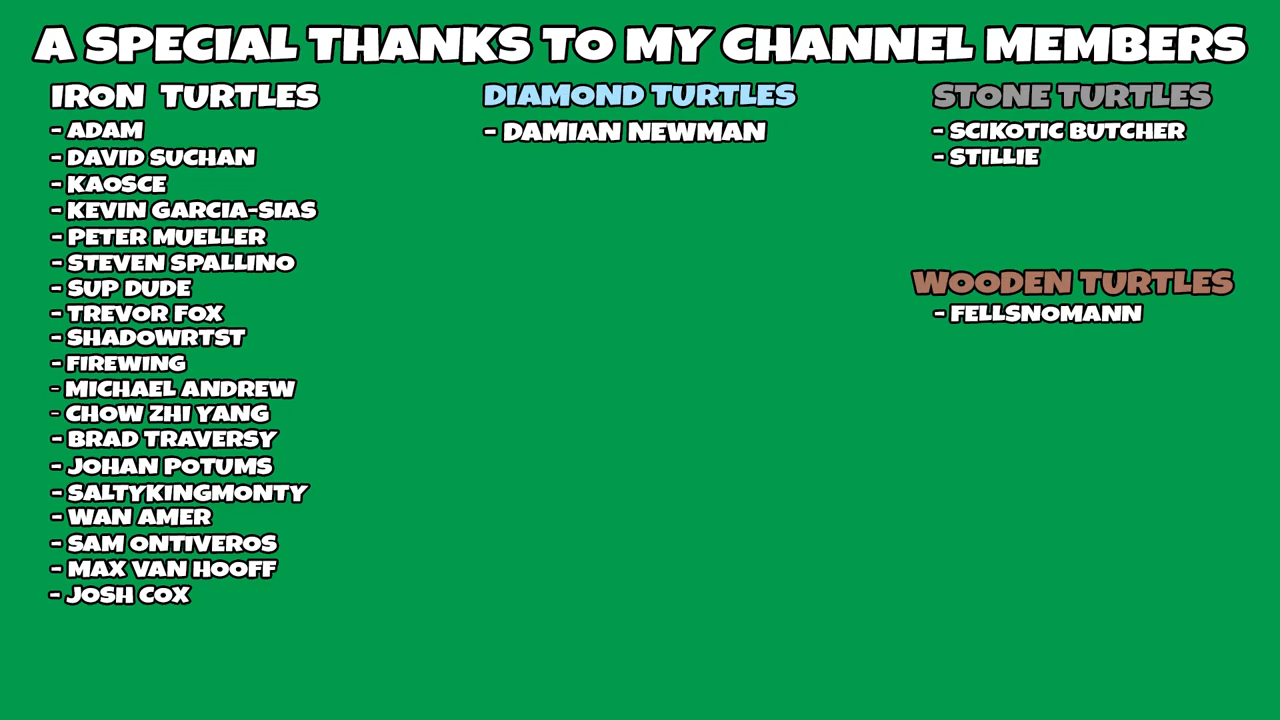 A SPECIAL THANKS TO MY CHANNEL MEMBERS
IRON TURTLES
- ADAM
- DAVID SUCHAN
- KAOSCE
- KEVIN GARCIA-SIAS
- PETER MUELLER
- STEVEN SPALLINO
- SUP DUDE
- TREVOR FOX
- SHADOWRTST
- FIREWING
- MICHAEL ANDREW
- CHOW ZHI YANG
- BRAD TRAVERSY
- JOHAN POTUMS
- SALTYKINGMONTY
- WAN AMER
- SAM ONTIVEROS
- MAX VAN HOOFF
- JOSH COX
DIAMOND TURTLES
- DAMIAN NEWMAN
STONE TURTLES
- SCIKOTIC BUTCHER
- STILLIE
WOODEN TURTLES
- FELLSNOMANN